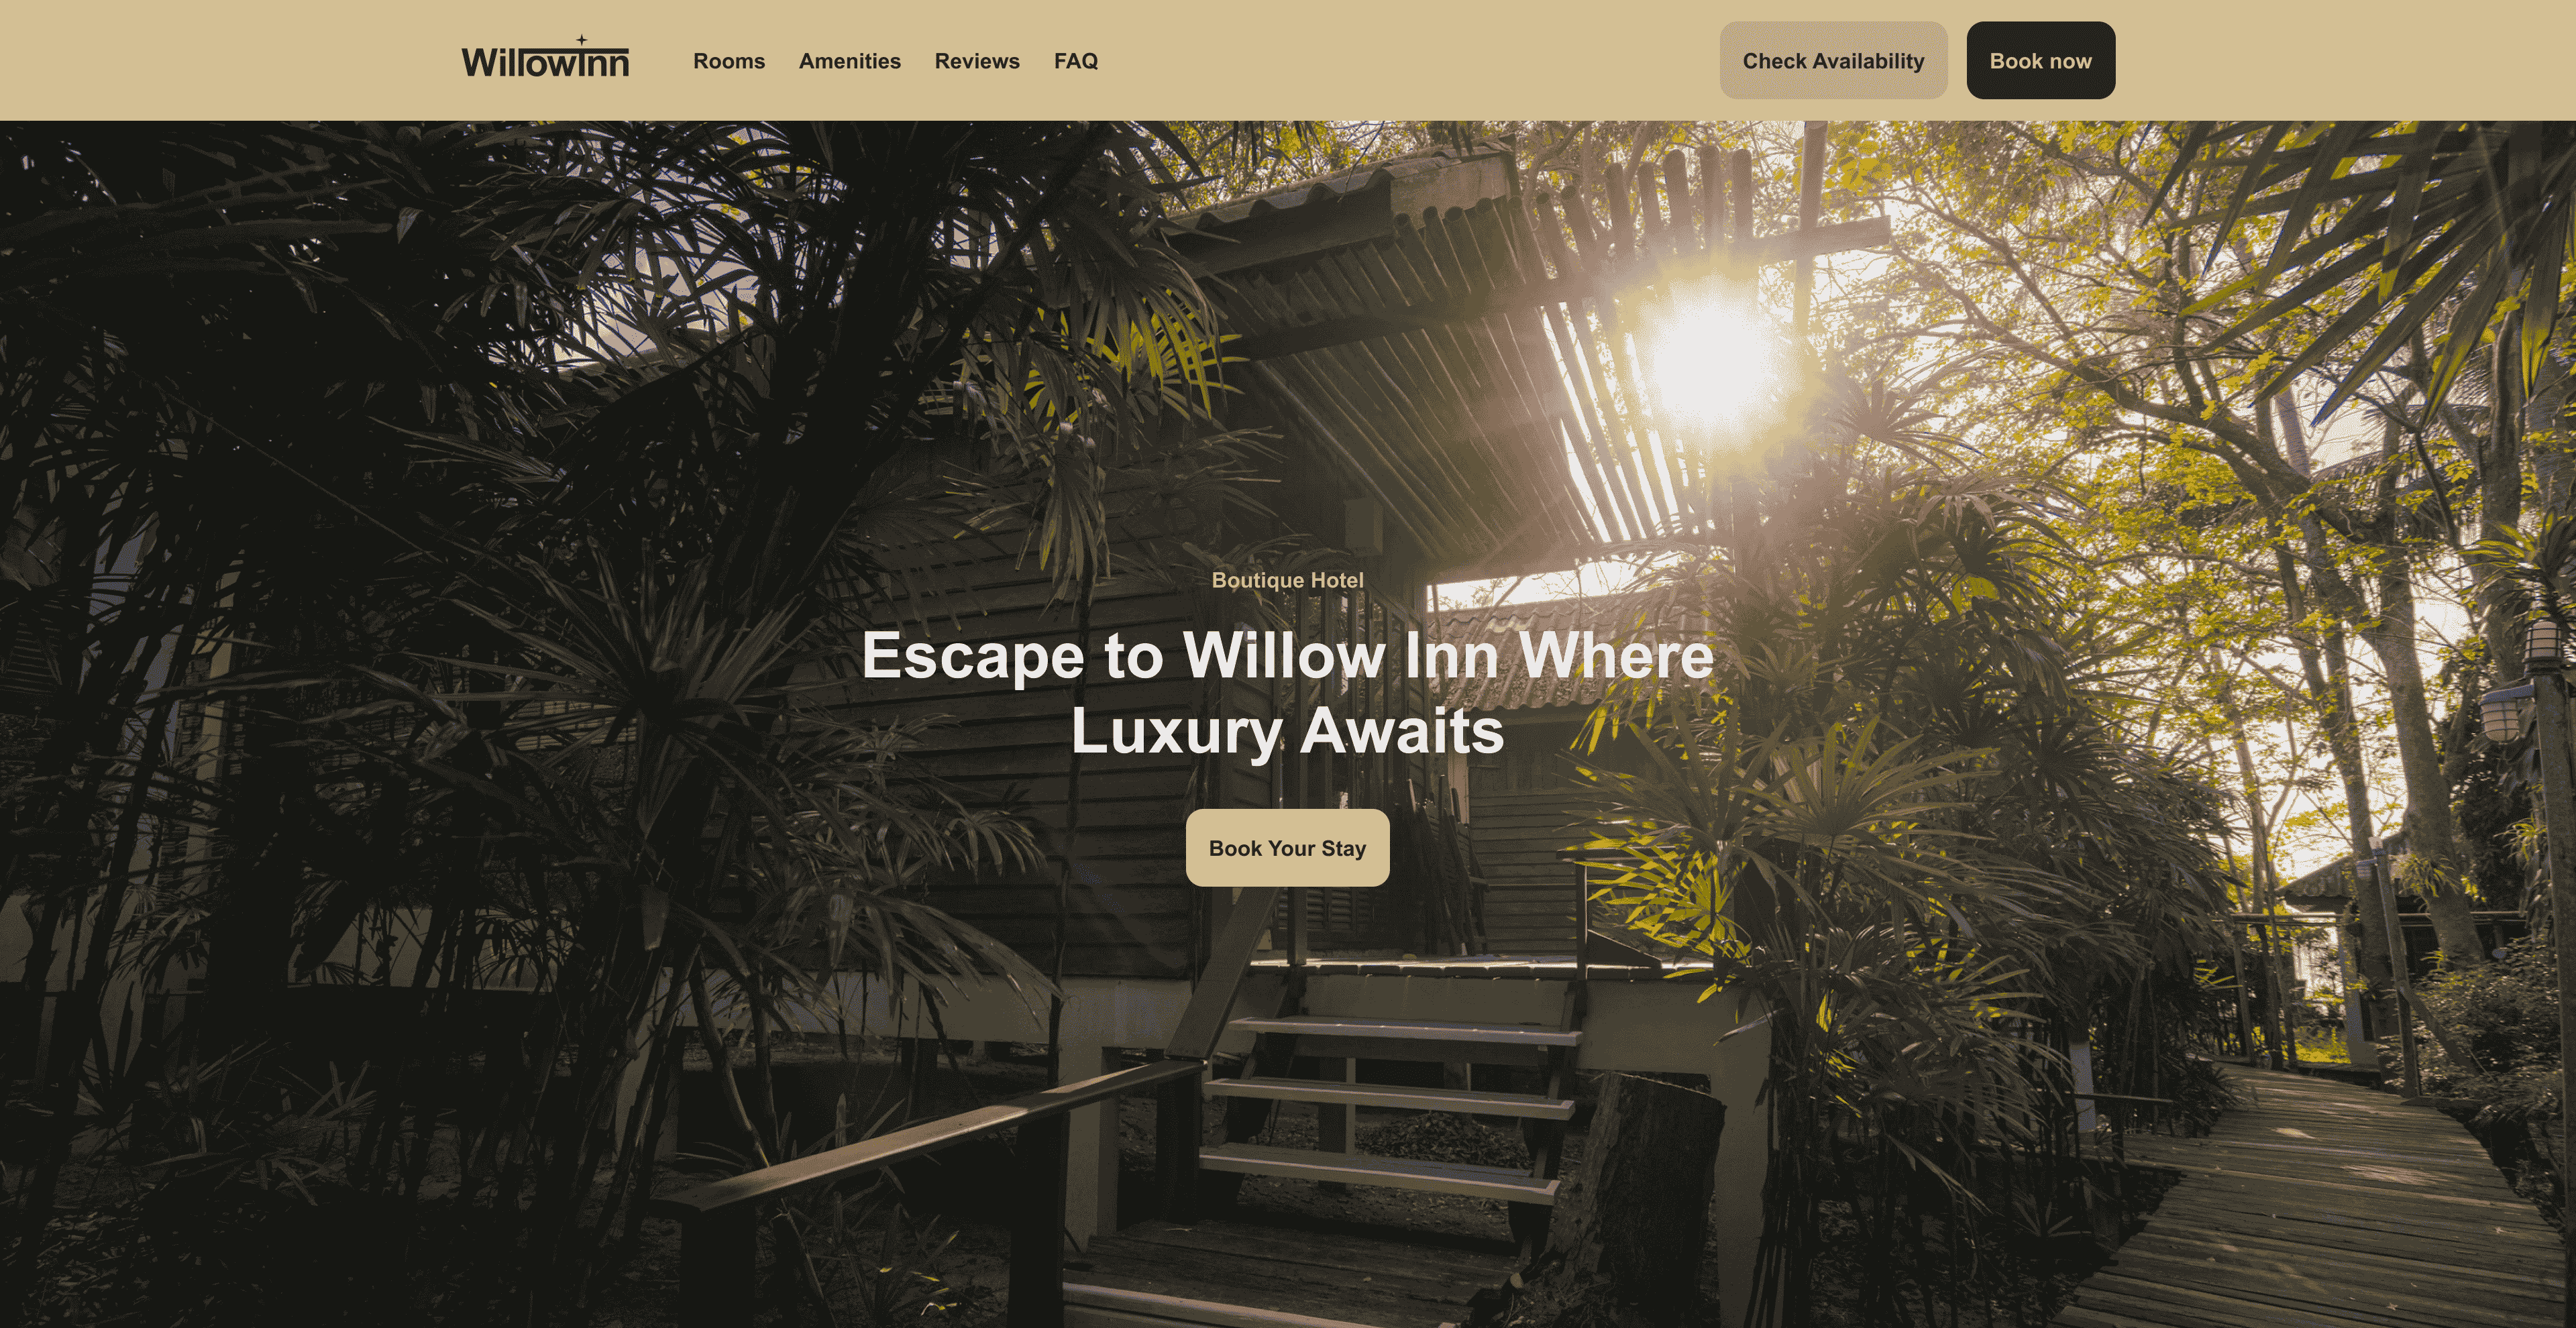 WillowInn
Rooms
Amenities
Reviews
FAQ
Check Availability
Book now
Boutique Hotel
Escape to Willow Inn Where
Luxury Awaits
Book Your Stay